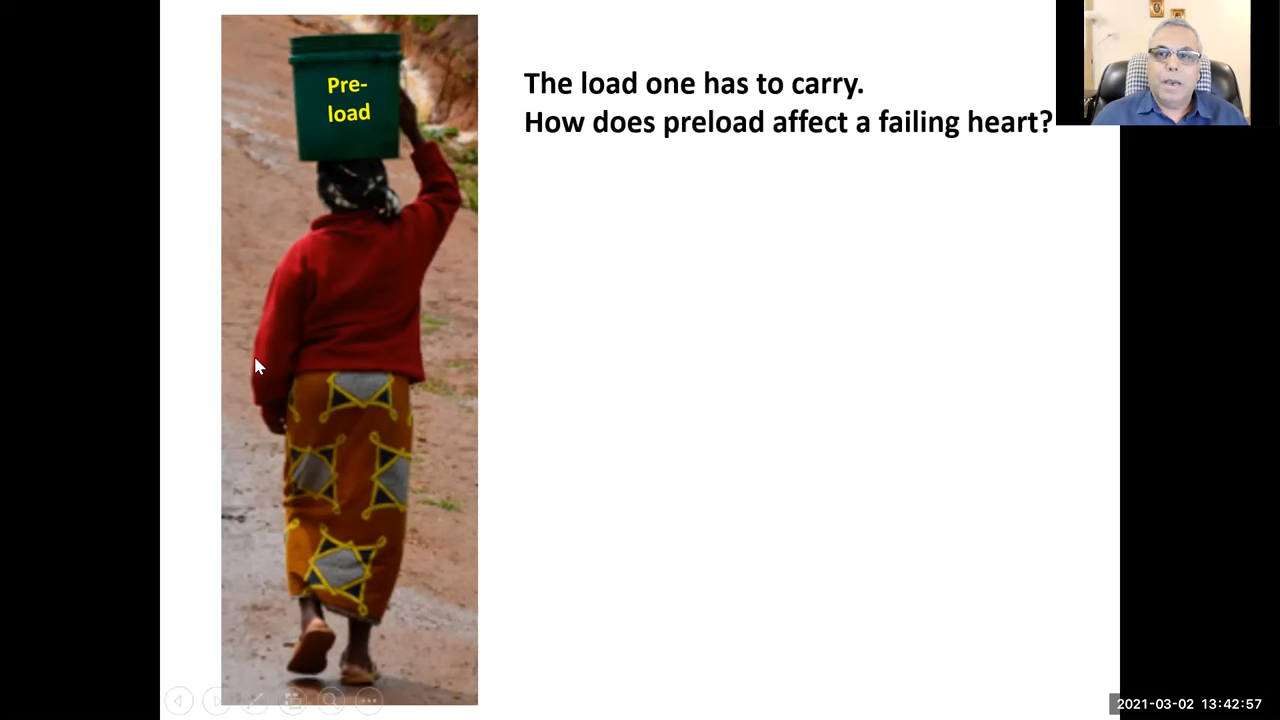 Pre-
load
The load one has to carry.
How does preload affect a failing heart?
2021-03-02 13:42:57